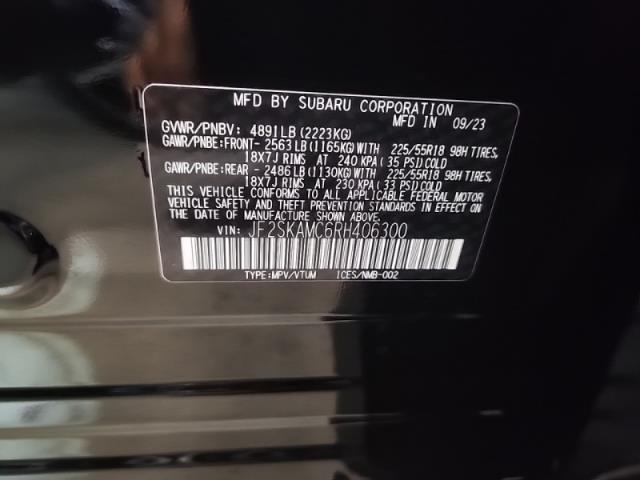 MFD BY SUBARU CORPORATION
MFD IN 09/23
GVWR/PNBV: 4891LB(2223KG)
GAWR/PNBE:FRONT- 2563LB(1165KG)WITH 225/55R18 98H TIRES,
18X7J RIMS AT 240 KPA(35 PSI)COLD
GAWR/PNBE:REAR - 2486LB(1130KG)WITH 225/55R18 98H TIRES,
18X7J RIMS AT 230 KPA(33 PSI)COLD
THIS VEHICLE CONFORMS TO ALL APPLICABLE FEDERAL MOTOR
VEHICLE SAFETY AND THEFT PREVENTION STANDARDS IN EFFECT ON
THE DATE OF MANUFACTURE SHOWN ABOVE.
VIN: JF2SKAMC6RH406300
TYPE:MPV/VTUM ICES/NMB-002